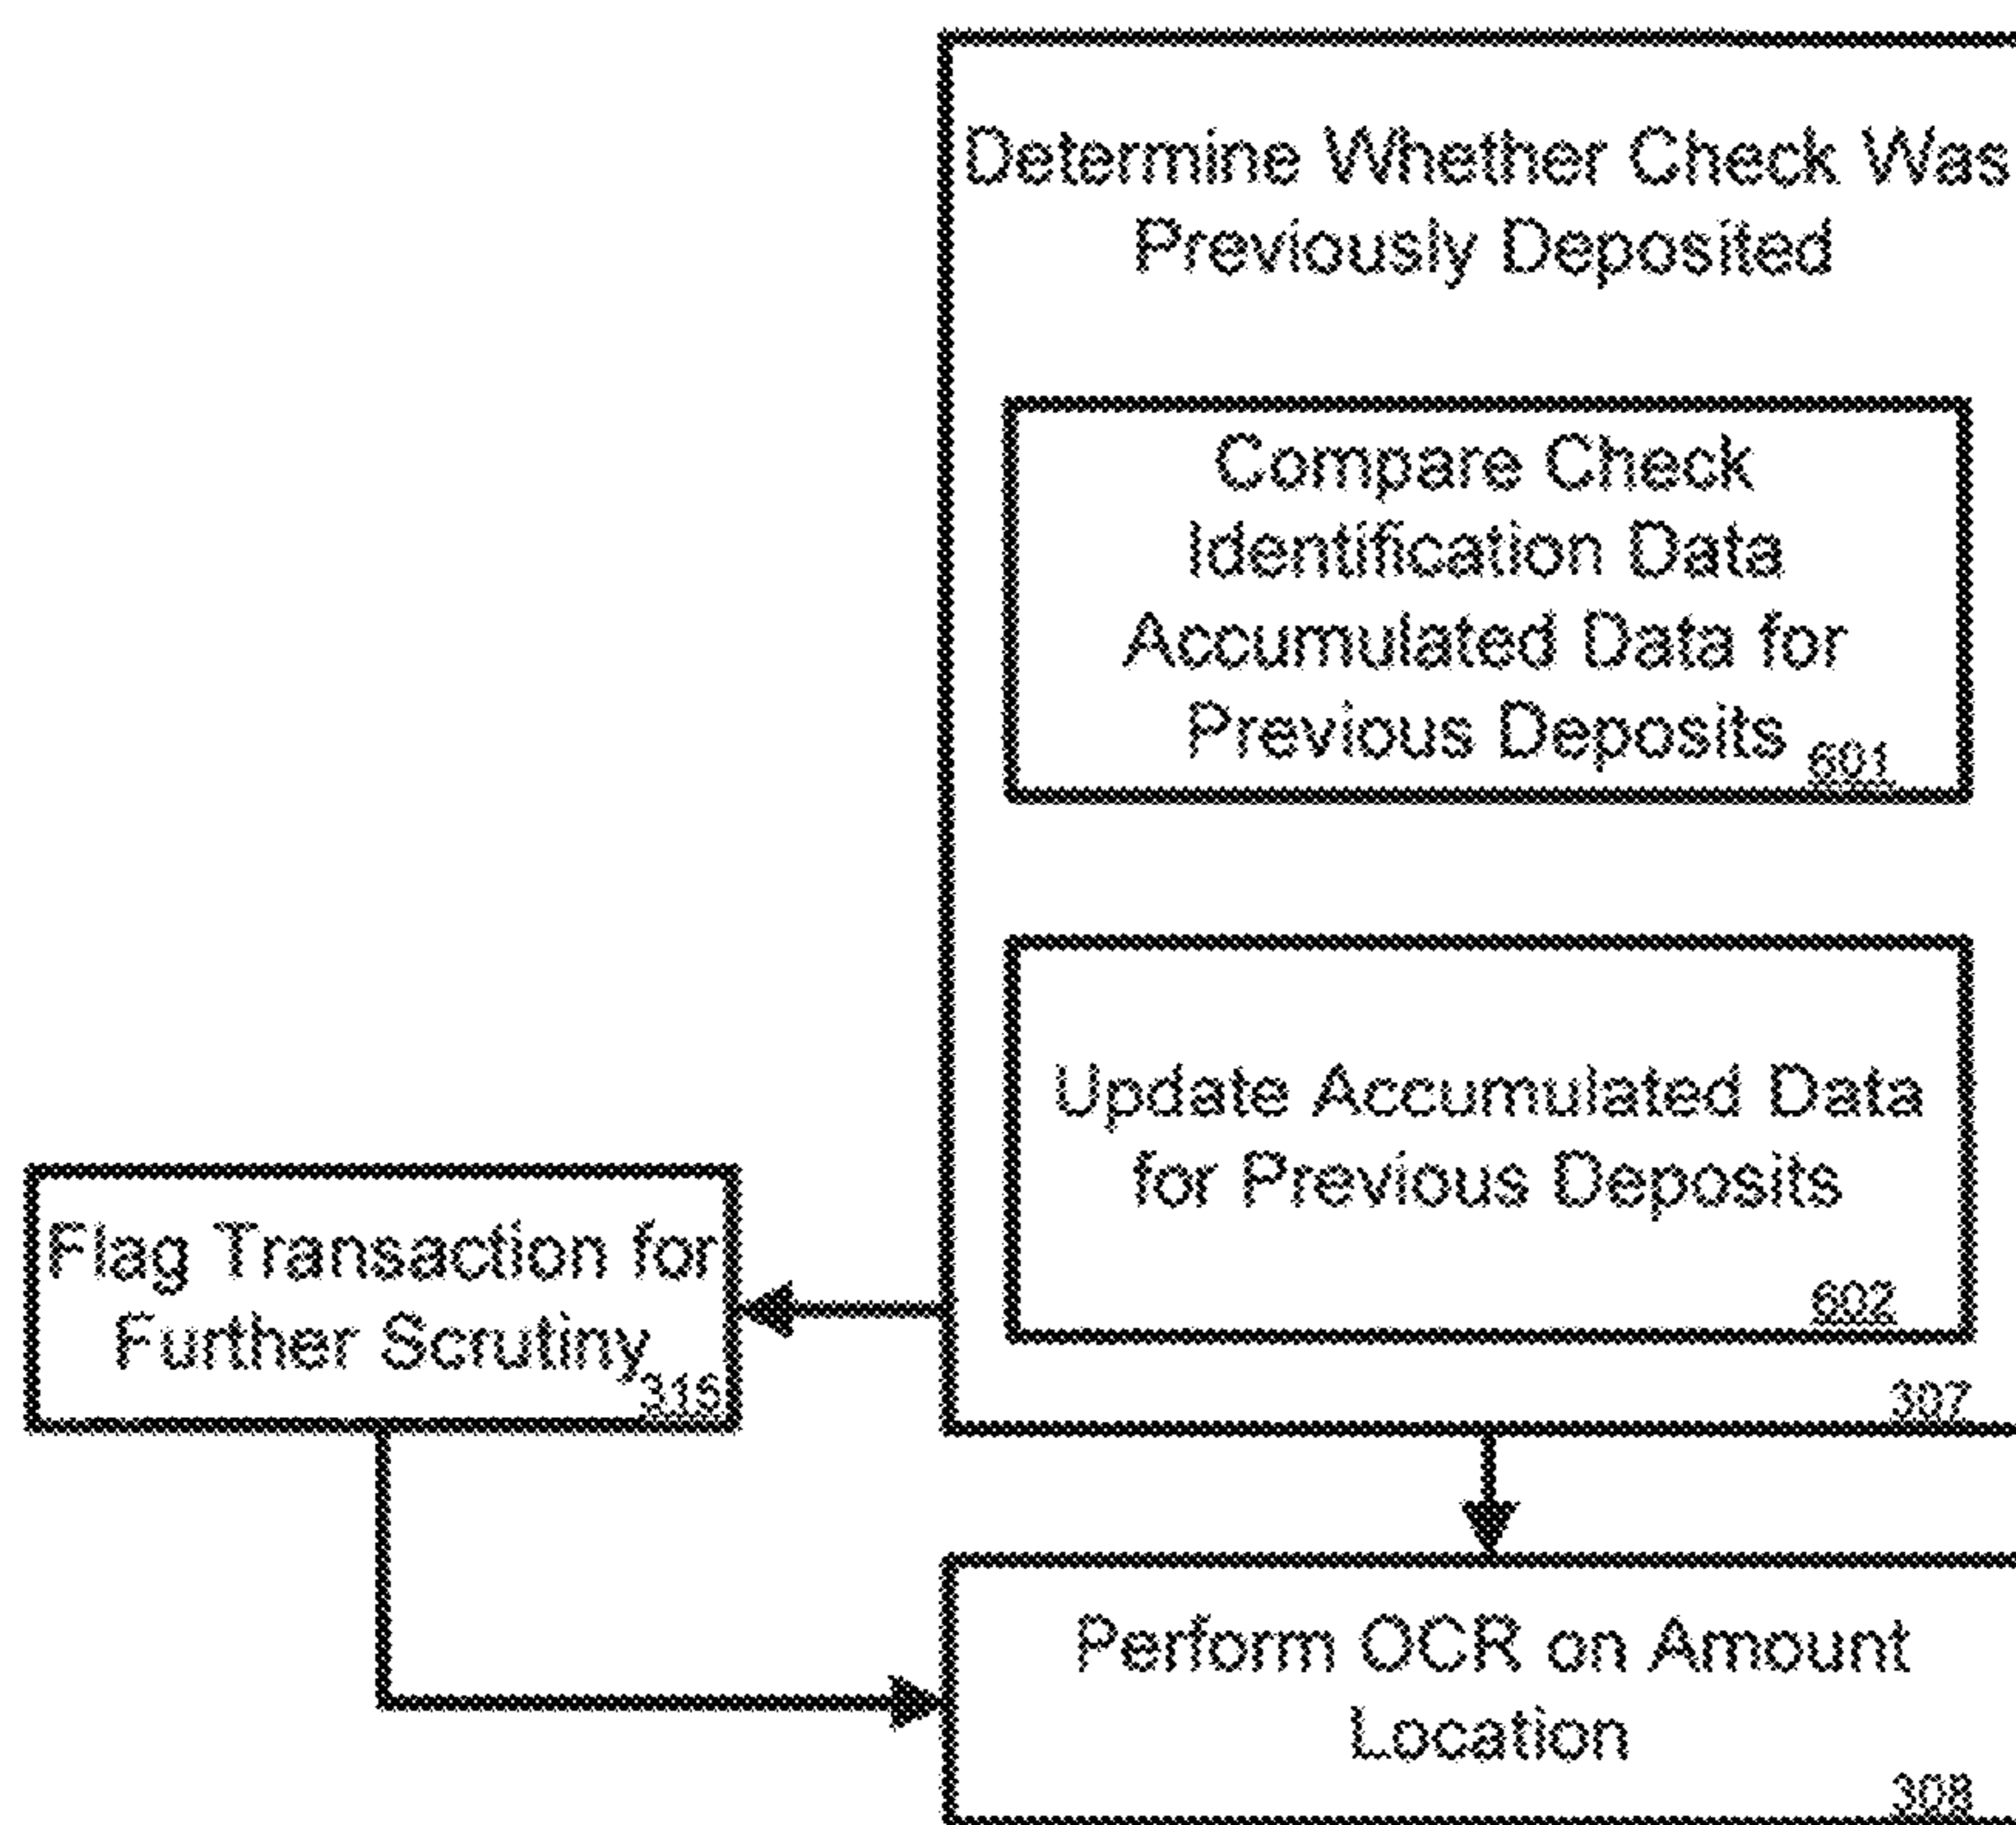 Determine Whether Check Was
Previously Deposited
Compare Check
Identification Data
Accumulated Data for
Previous Deposits
601
Update Accumulated Data
for Previous Deposits
602
307
Flag Transaction for
Further Scrutiny
Perform OCR on Amount
Location
308